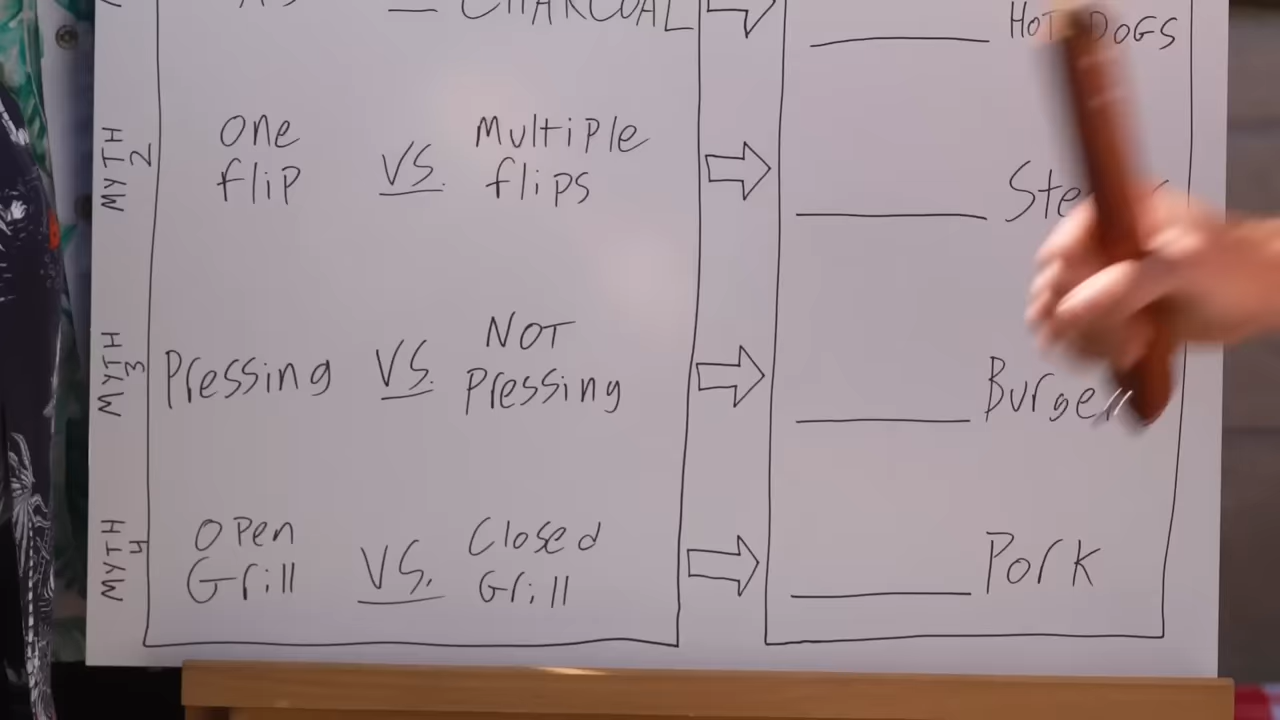 CHARCOAL
HOT DOGS
MYTH 2
One flip
VS.
Multiple flips
MYTH 3
Pressing
VS.
NOT Pressing
MYTH 4
Open Grill
VS.
Closed Grill
Pork